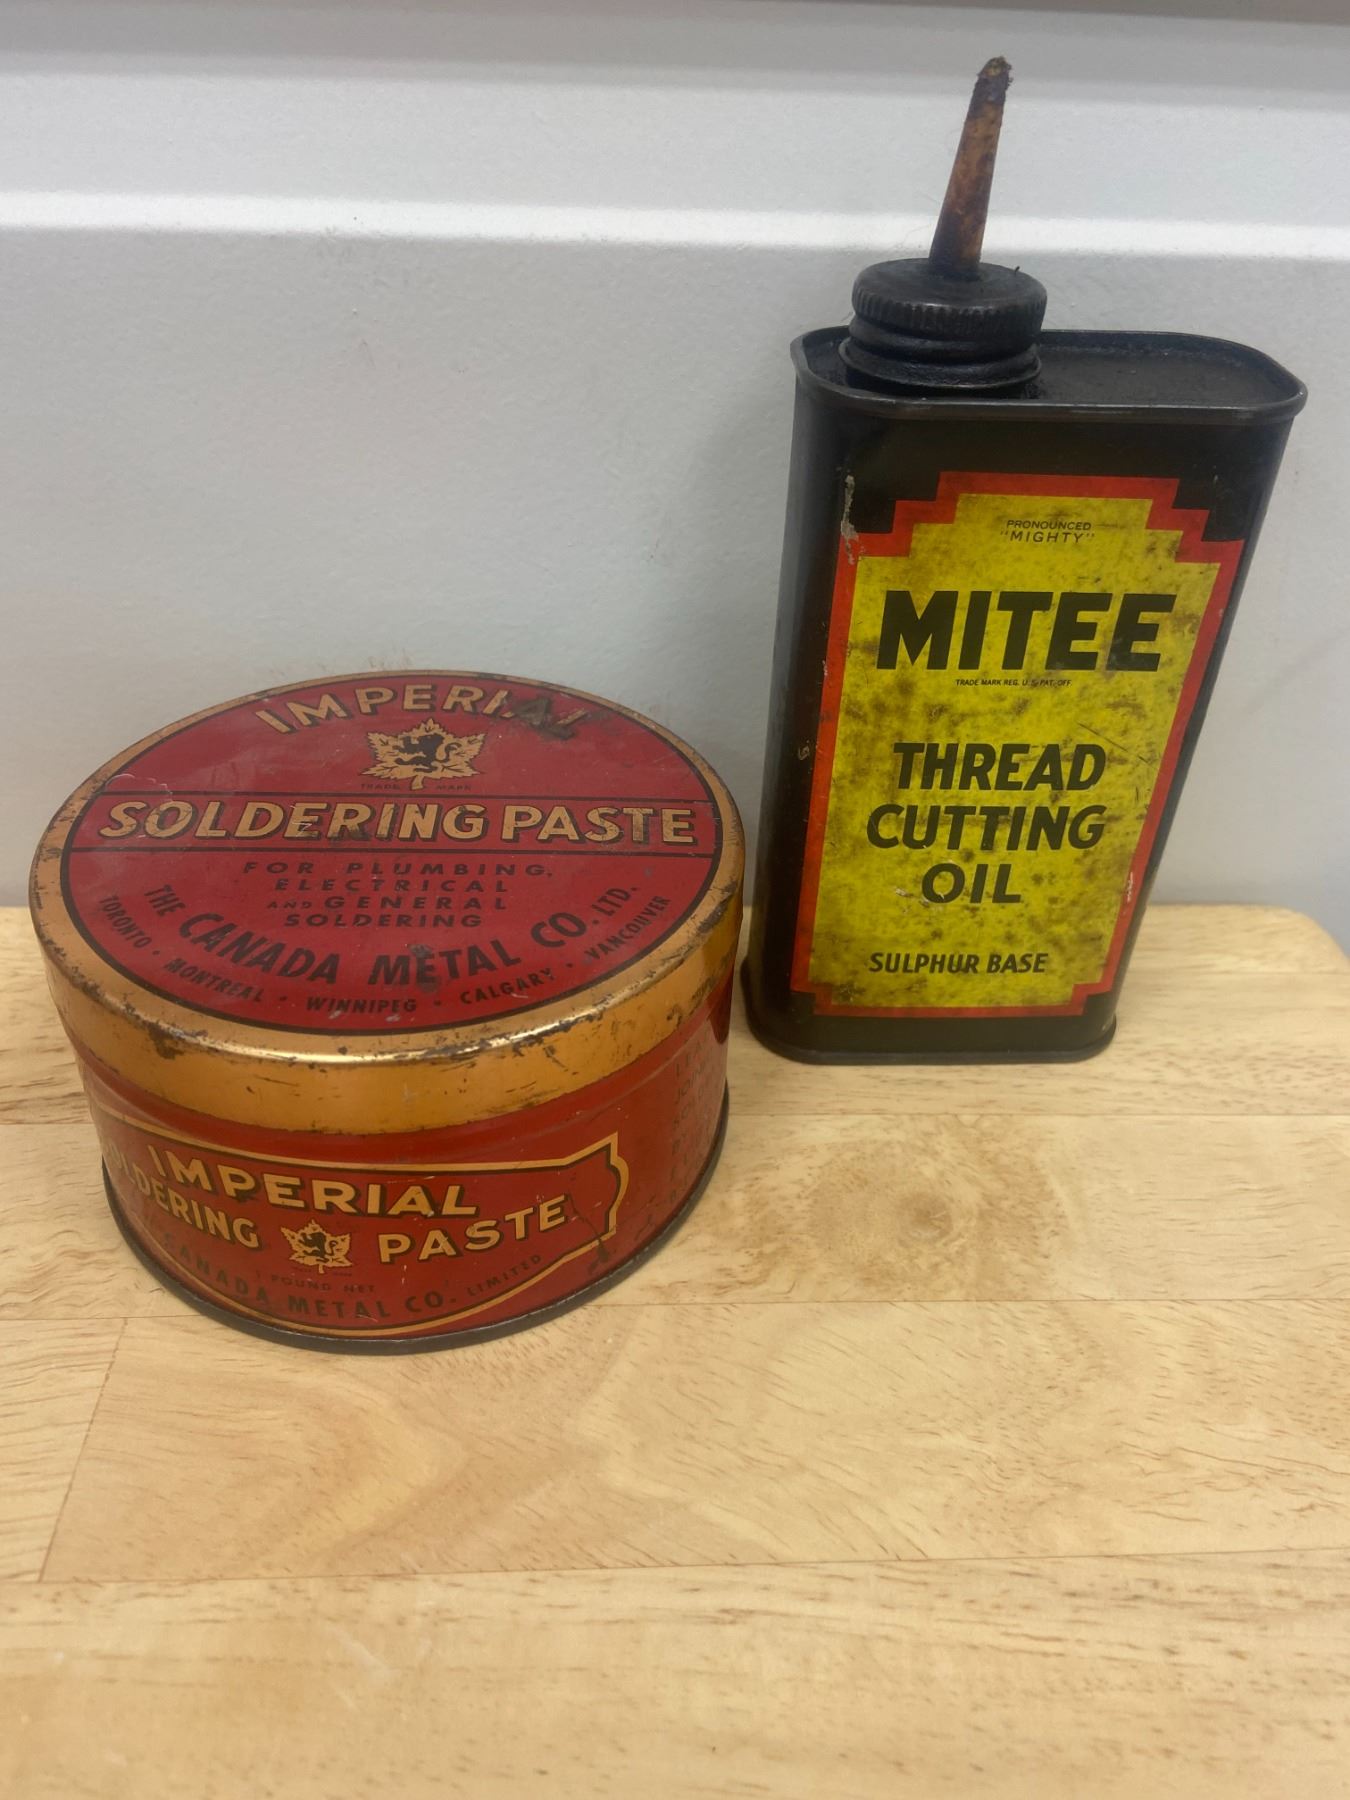 IMPERIAL
TRADE MARK
SOLDERING PASTE
FOR PLUMBING,
ELECTRICAL
AND GENERAL
SOLDERING
THE CANADA METAL CO. LTD.
TORONTO • MONTREAL • WINNIPEG • CALGARY • VANCOUVER
IMPERIAL
SOLDERING PASTE
1 POUND NET
CANADA METAL CO. LIMITED
PRONOUNCED
"MIGHTY"
MITEE
TRADE MARK REG. U.S. PAT. OFF.
THREAD
CUTTING
OIL
SULPHUR BASE